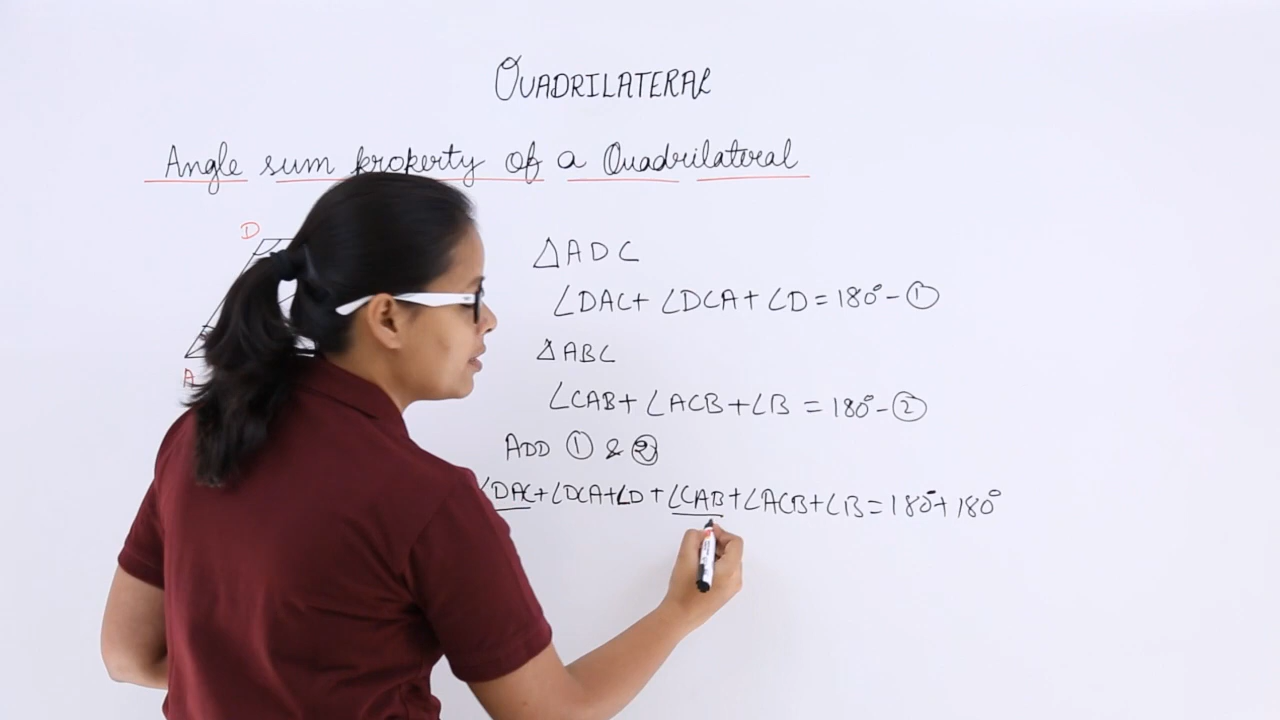 QUADRILATERAL
Angle sum property of a Quadrilateral
D
A
△ADC
∠DAC+ ∠DCA+ ∠D = 180° - ①
△ABC
∠CAB+ ∠ACB + ∠B = 180° - ②
ADD ① & ②
∠DAC+∠DCA+∠D + ∠CAB+∠ACB+∠B = 180°+ 180°